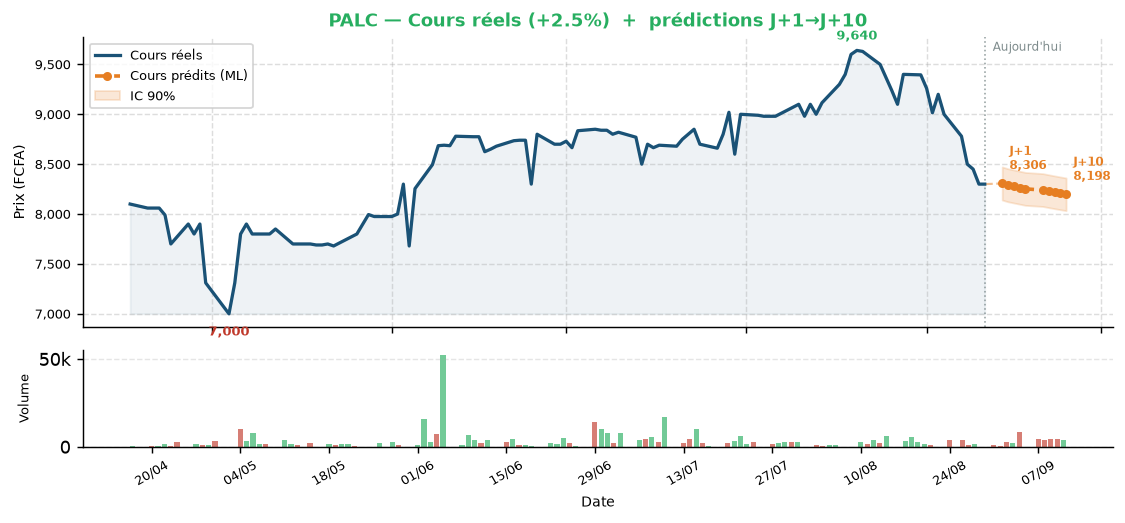 PALC — Cours réels (+2.5%) + prédictions J+1→J+10
9,640
Aujourd'hui
Cours réels
Cours prédits (ML)
IC 90%
9,500
9,000
8,500
8,000
7,500
7,000
Prix (FCFA)
J+1
8,306
J+10
8,198
7,000
50k
0
Volume
20/04
04/05
18/05
01/06
15/06
29/06
13/07
27/07
10/08
24/08
07/09
Date